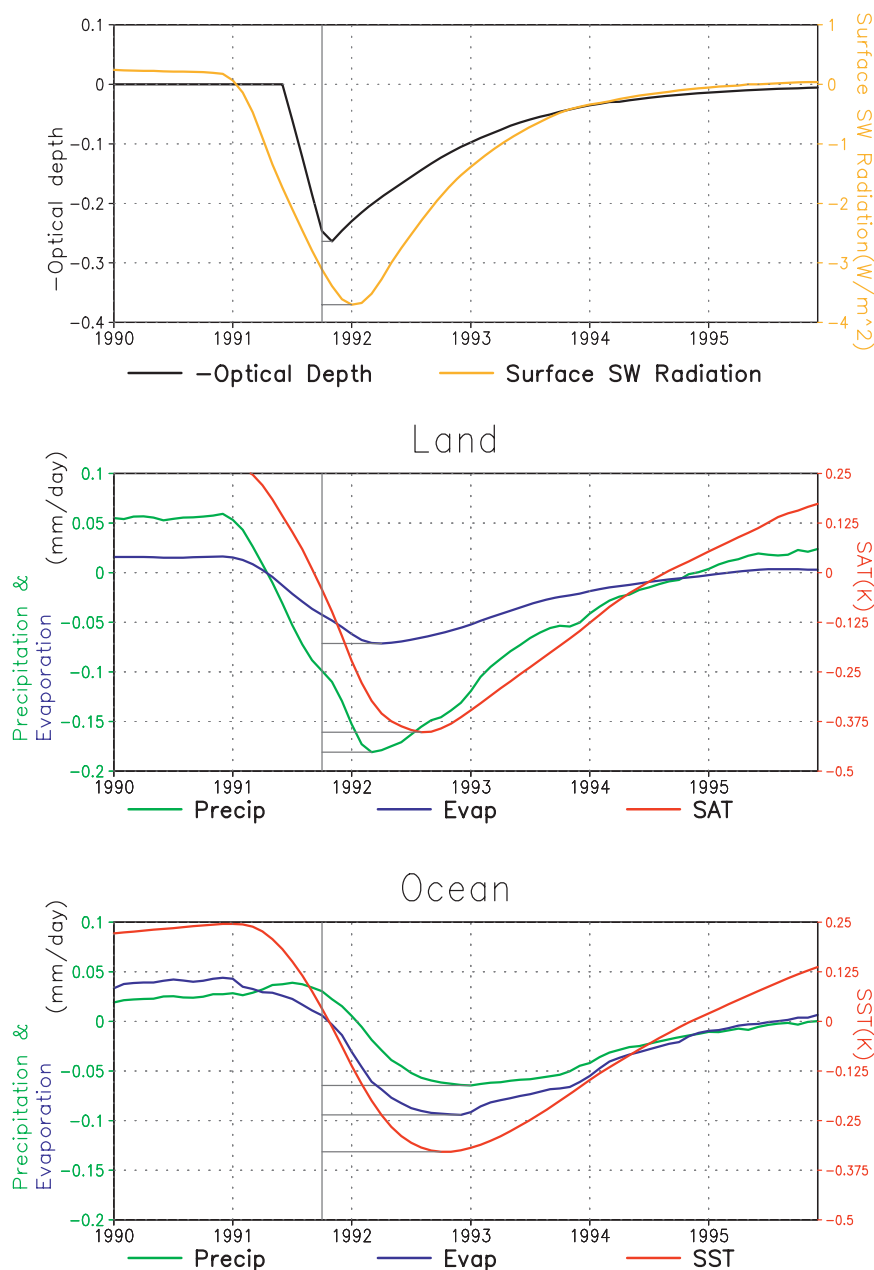 0.1
0
-0.1
-0.2
-0.3
-0.4
-Optical depth
1
0
-1
-2
-3
-4
Surface SW Radiation(W/m^2)
1990 1991 1992 1993 1994 1995
-Optical Depth Surface SW Radiation
Land
0.1
0.05
0
-0.05
-0.1
-0.15
-0.2
Precipitation &
Evaporation (mm/day)
0.25
0.125
0
-0.125
-0.25
-0.375
-0.5
SAT(K)
1990 1991 1992 1993 1994 1995
Precip Evap SAT
Ocean
0.1
0.05
0
-0.05
-0.1
-0.15
-0.2
Precipitation &
Evaporation (mm/day)
0.25
0.125
0
-0.125
-0.25
-0.375
-0.5
SST(K)
1990 1991 1992 1993 1994 1995
Precip Evap SST